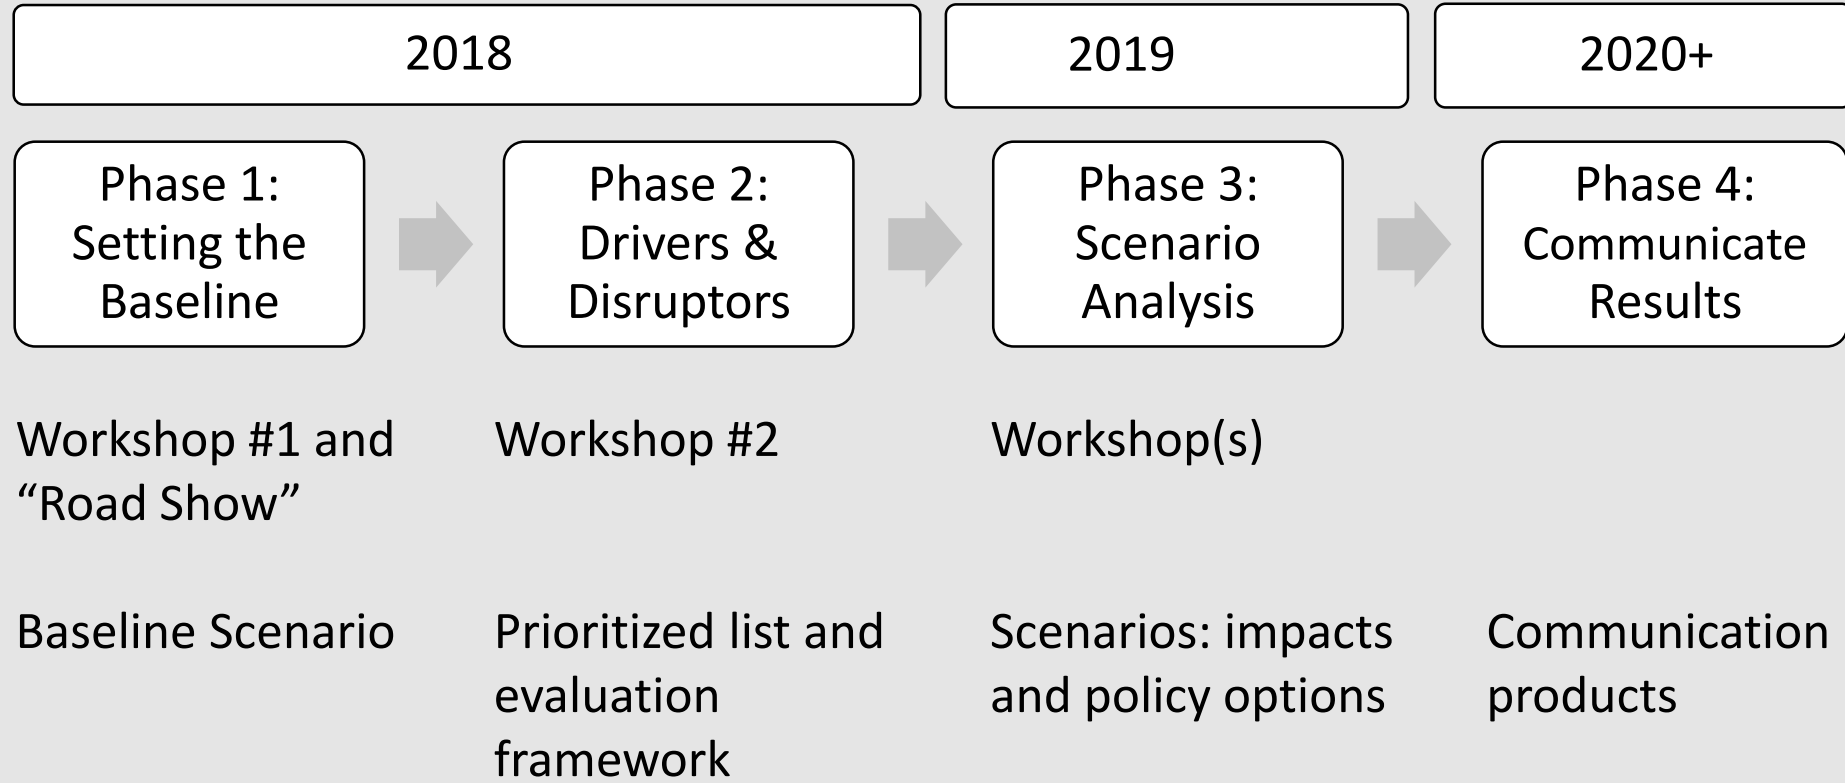 2018
2019
2020+
Phase 1:
Setting the
Baseline
Phase 2:
Drivers &
Disruptors
Phase 3:
Scenario
Analysis
Phase 4:
Communicate
Results
Workshop #1 and
“Road Show”
Workshop #2
Workshop(s)
Baseline Scenario
Prioritized list and
evaluation
framework
Scenarios: impacts
and policy options
Communication
products